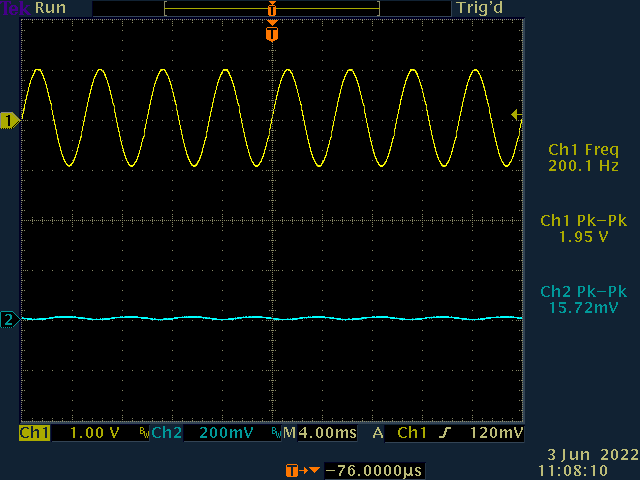 Tek Run Trig'd
T
T
1
Ch1 Freq
200.1 Hz
Ch1 Pk-Pk
1.95 V
Ch2 Pk-Pk
15.72mV
2
Ch1 1.00 V BW Ch2 200mV BW M 4.00ms A Ch1 120mV
3 Jun 2022
11:08:10
T -76.0000µs